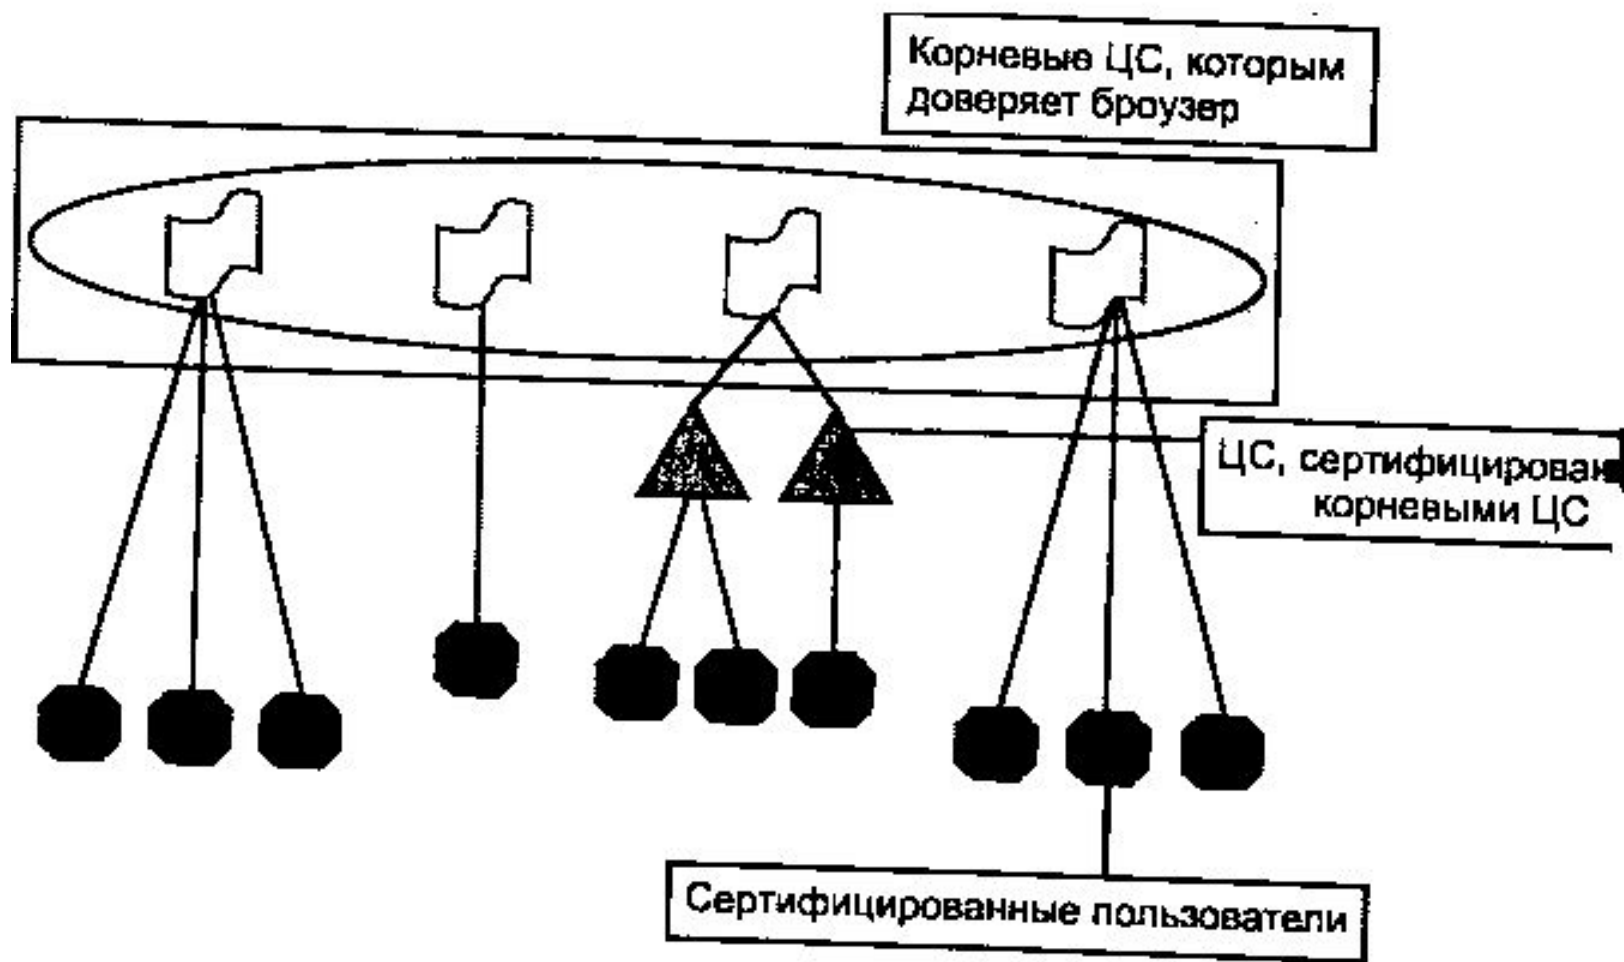 Корневые ЦС, которым
доверяет броузер
ЦС, сертифицирован
корневыми ЦС
Сертифицированные пользователи